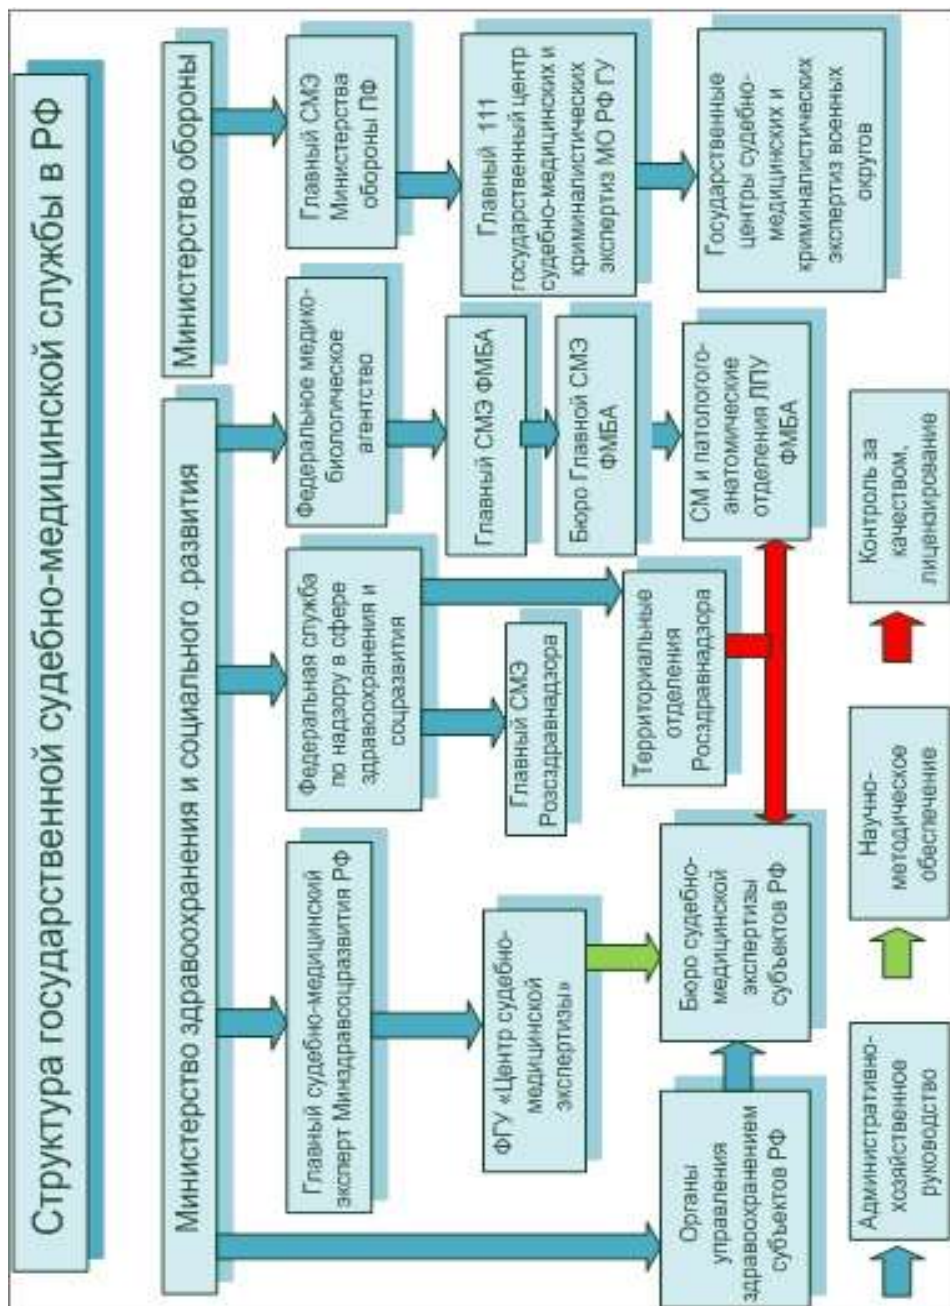 Структура государственной судебно-медицинской службы в РФ
Министерство здравоохранения и социального .развития
Министерство обороны
Главный судебно-медицинский
эксперт Минздравоцразвития РФ
Федеральная служба
по надзору в сфере
здравоохранения и
соцразвития
Федеральное медико-
биологическое
агентство
Главный СМЭ
Министерства
обороны ПФ
ФГУ «Центр судебно-
медицинской
экспертизы»
Главный СМЭ
Розсздравнадзора
Главный СМЭ ФМБА
Бюро Главной СМЭ
ФМБА
Главный 111
государственный центр
судебно-медицинских и
криминалистических
экспертиз МО РФ ГУ
Органы
управления
здравоохранением
субъектов РФ
Бюро судебно-
медицинской
экспертизы
субъектов РФ
Территориальные
отделения
Росздравнадзора
СМ и патологого-
анатомические
отделения ЛПУ
ФМБА
Государственные
центры судебно-
медицинских и
криминалистических
экспертиз военных
округов
Административно-
хозяйственное
руководство
Научно-
методическое
обеспечение
Контроль за
качеством,
лицензирование